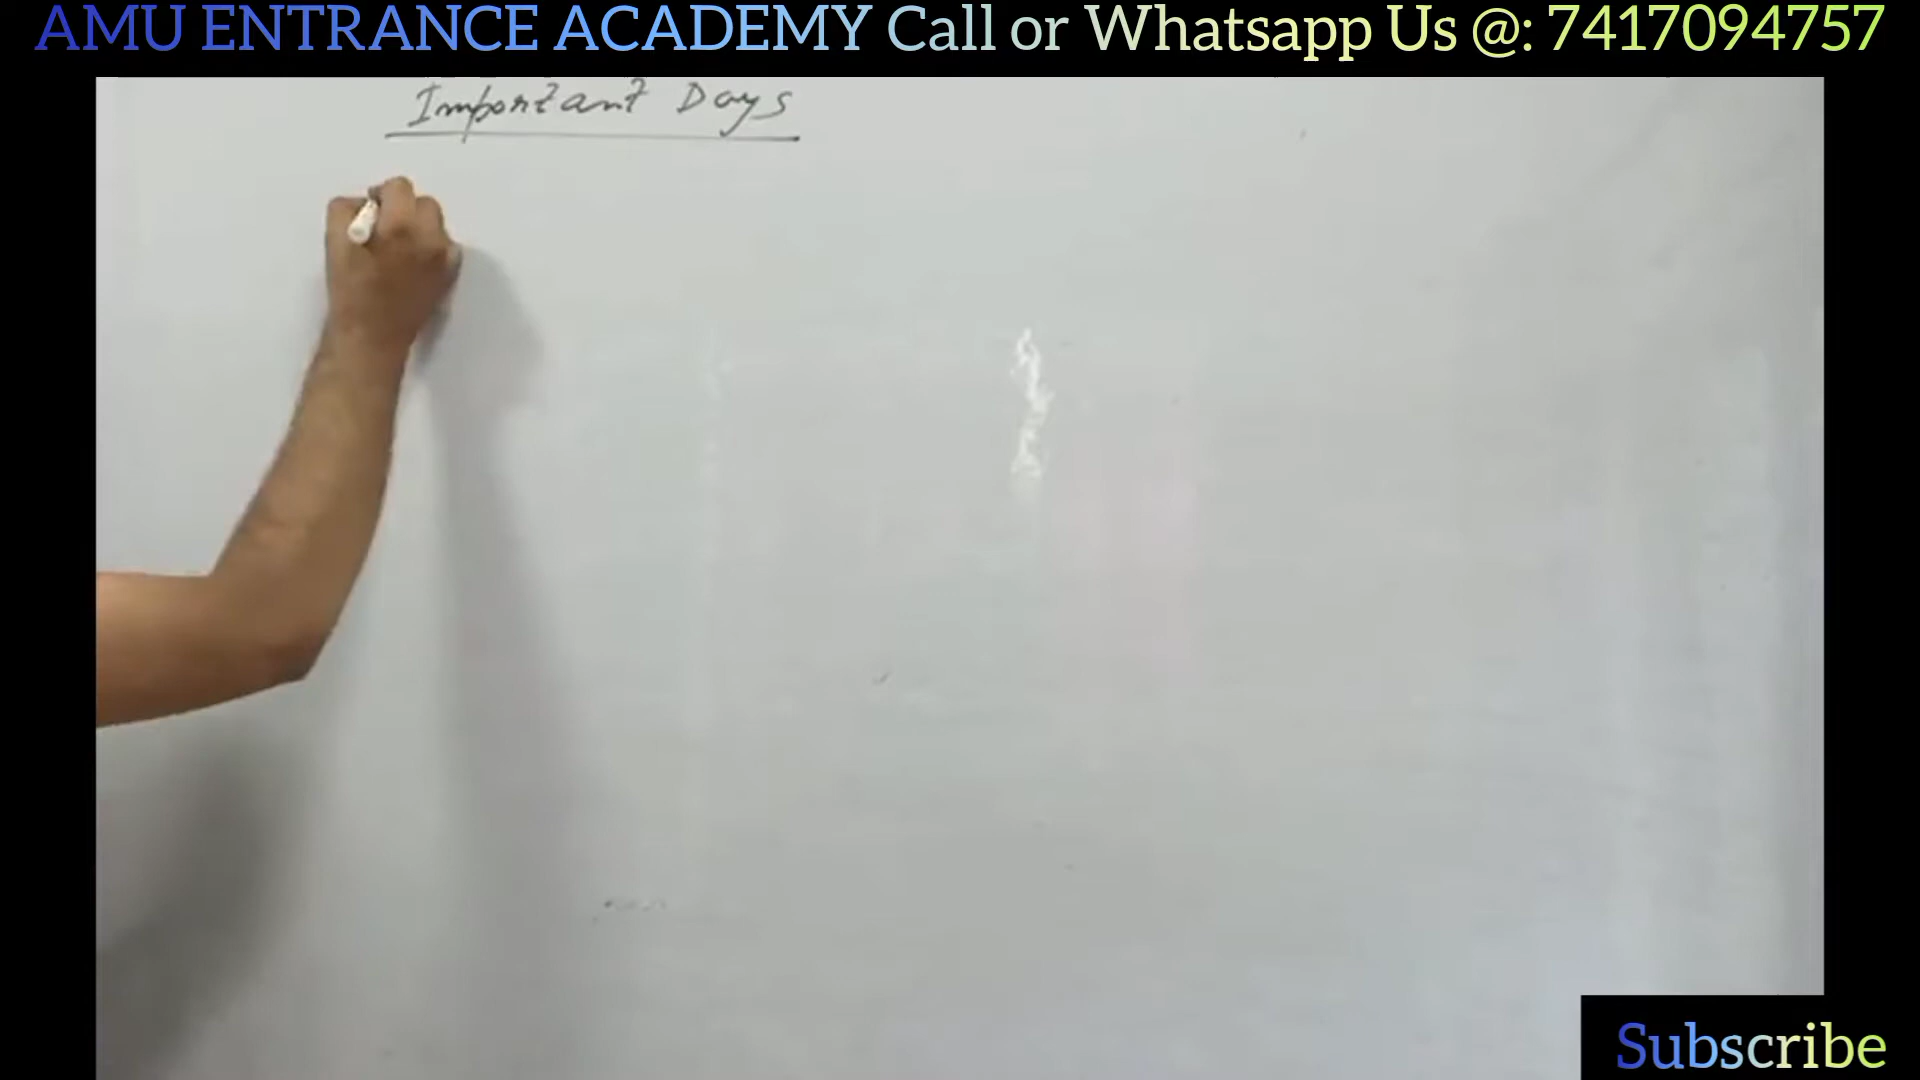 AMU ENTRANCE ACADEMY Call or Whatsapp Us @: 7417094757
Important Days
Subscribe